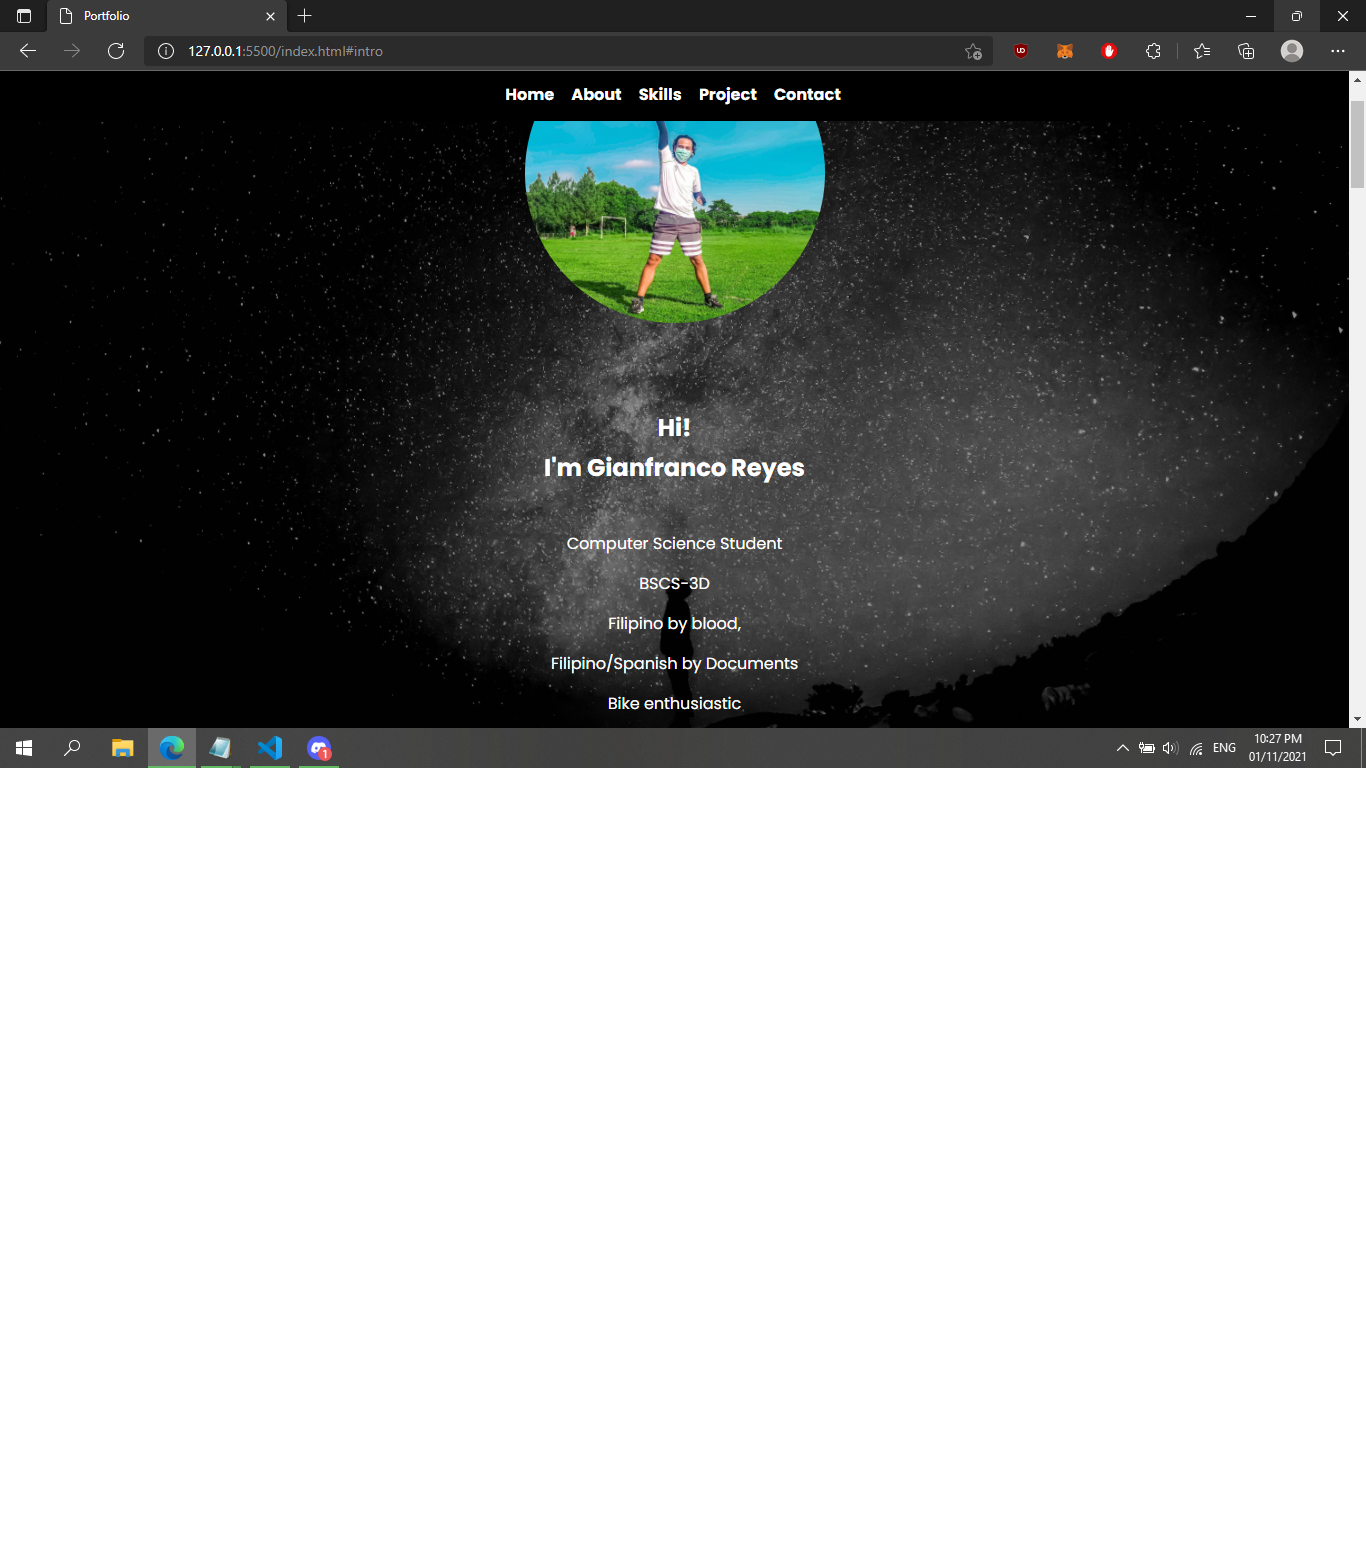 Portfolio
127.0.0.1:5500/index.html#intro
Home About Skills Project Contact
Hi!
I'm Gianfranco Reyes
Computer Science Student
BSCS-3D
Filipino by blood,
Filipino/Spanish by Documents
Bike enthusiastic
1
ENG
10:27 PM
01/11/2021